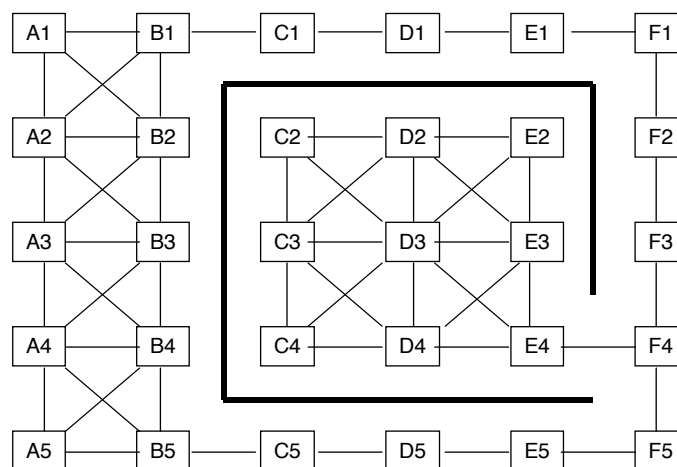 A1 B1 C1 D1 E1 F1
A2 B2 C2 D2 E2 F2
A3 B3 C3 D3 E3 F3
A4 B4 C4 D4 E4 F4
A5 B5 C5 D5 E5 F5